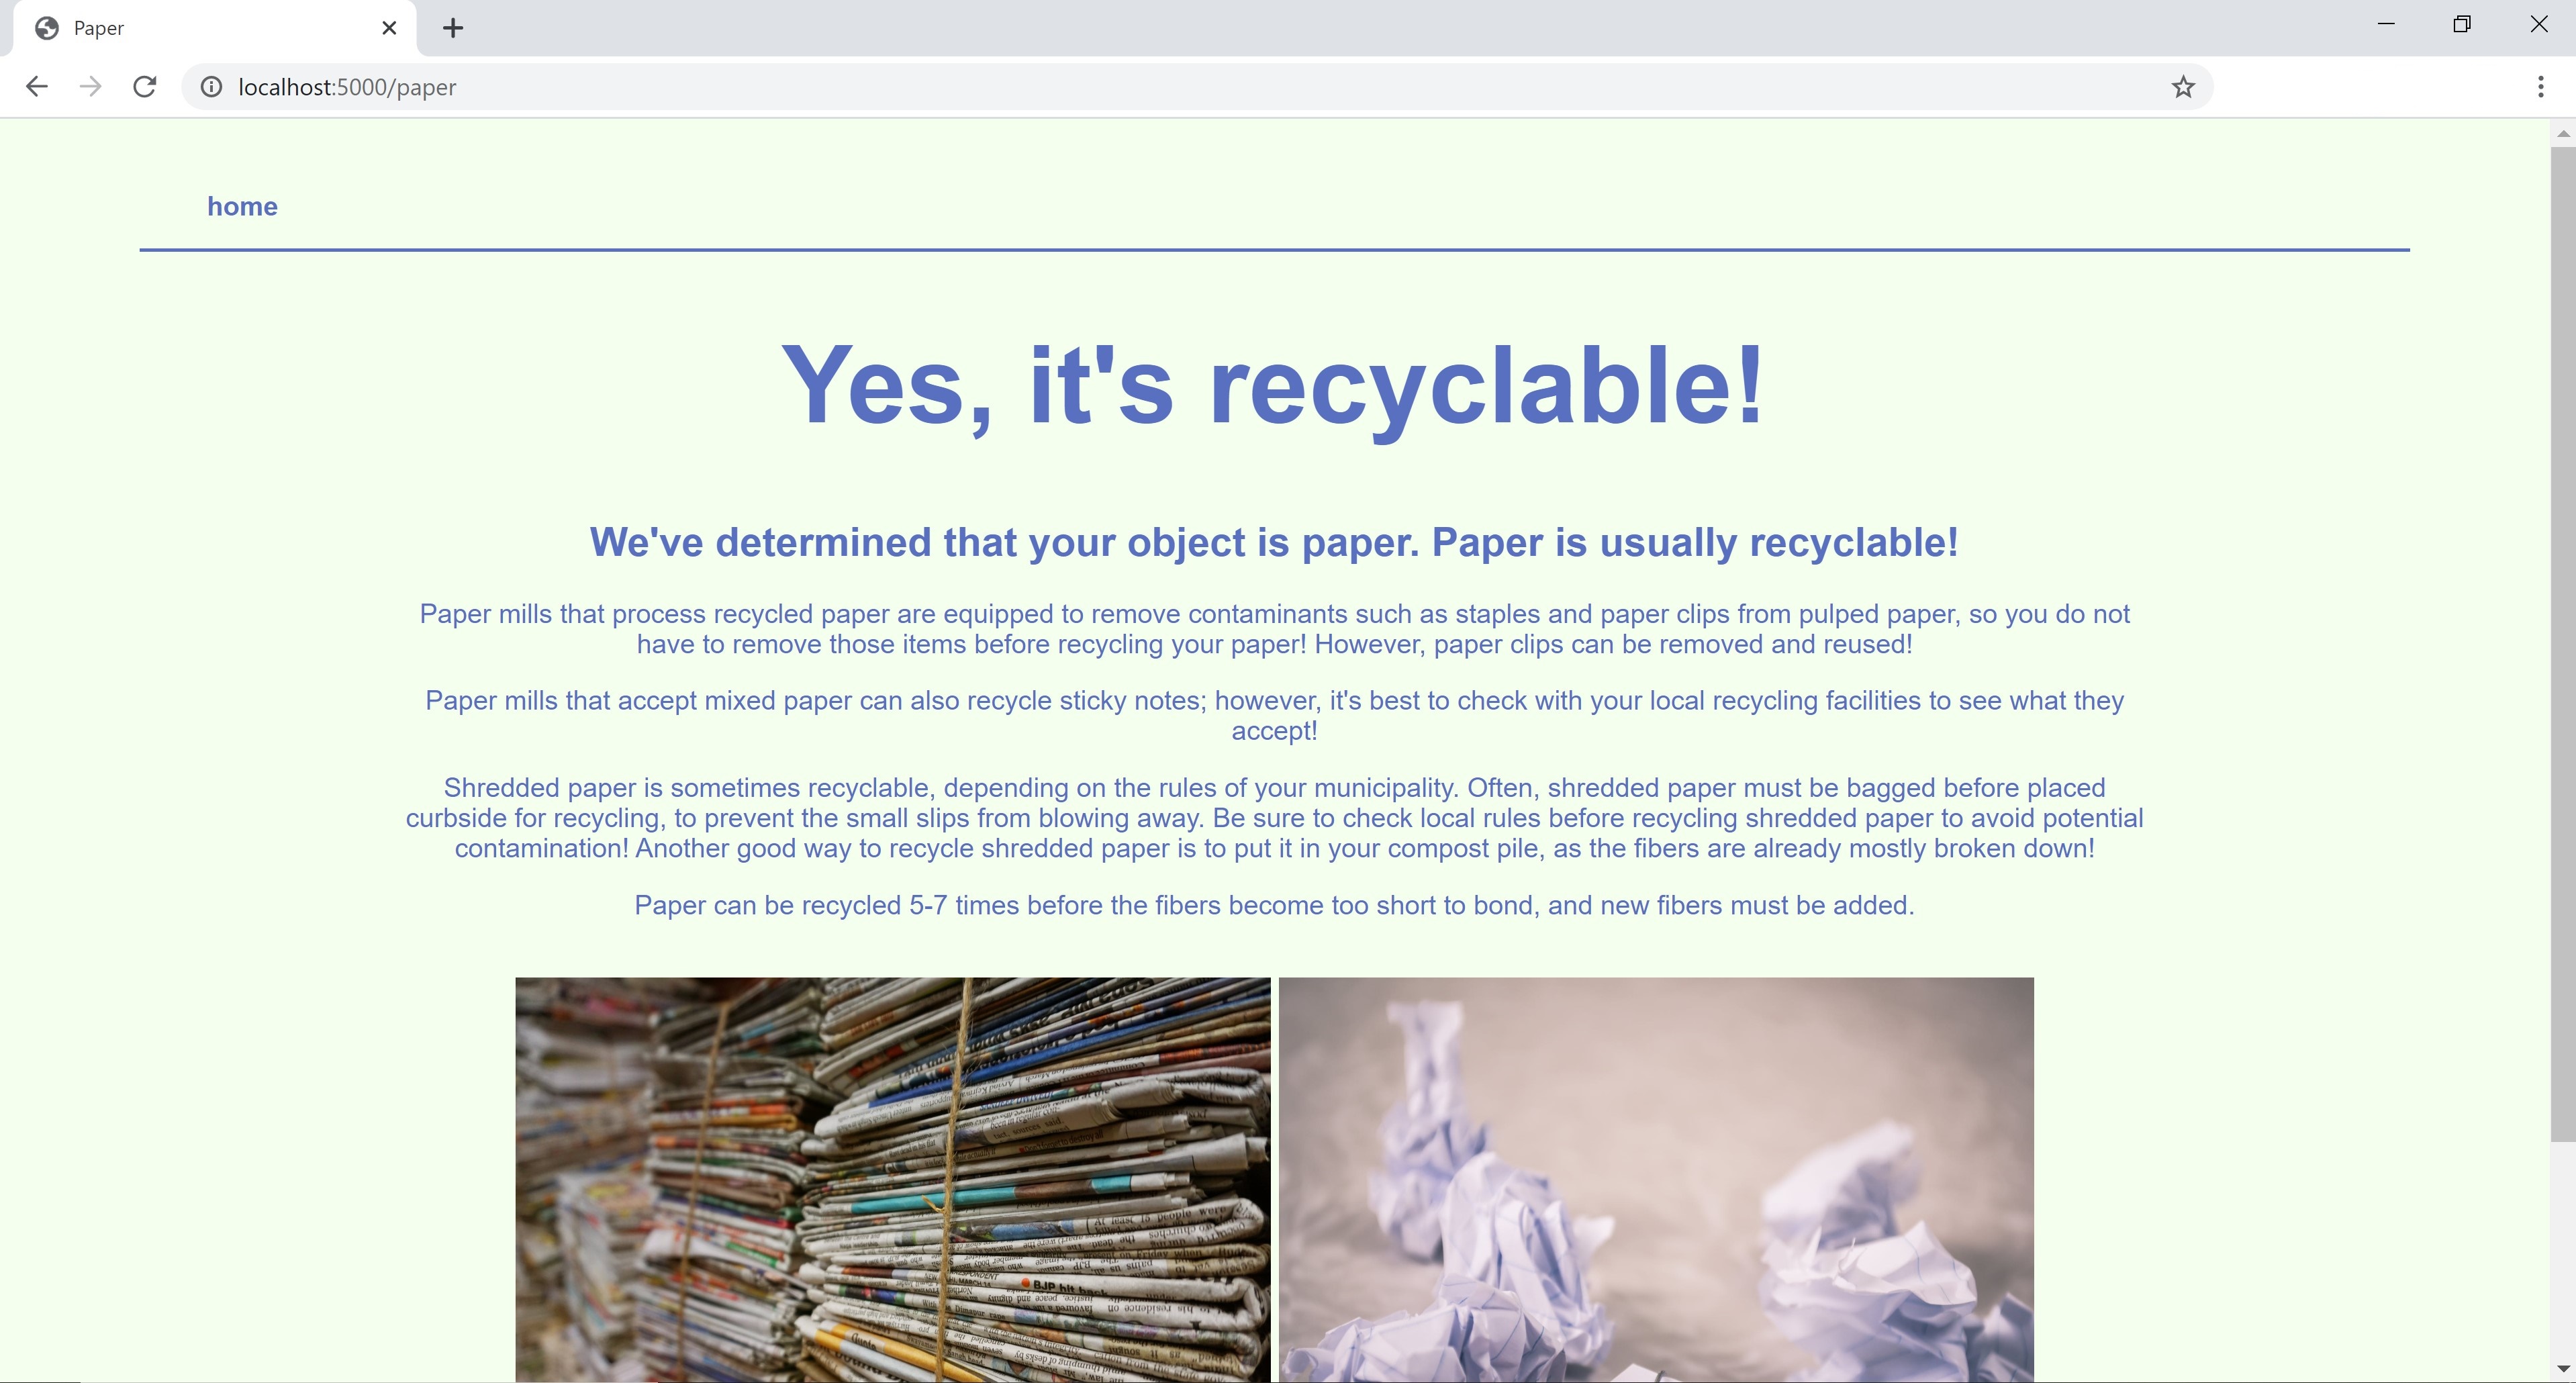 Paper
localhost:5000/paper
home
Yes, it's recyclable!
We've determined that your object is paper. Paper is usually recyclable!
Paper mills that process recycled paper are equipped to remove contaminants such as staples and paper clips from pulped paper, so you do not
have to remove those items before recycling your paper! However, paper clips can be removed and reused!
Paper mills that accept mixed paper can also recycle sticky notes; however, it's best to check with your local recycling facilities to see what they
accept!
Shredded paper is sometimes recyclable, depending on the rules of your municipality. Often, shredded paper must be bagged before placed
curbside for recycling, to prevent the small slips from blowing away. Be sure to check local rules before recycling shredded paper to avoid potential
contamination! Another good way to recycle shredded paper is to put it in your compost pile, as the fibers are already mostly broken down!
Paper can be recycled 5-7 times before the fibers become too short to bond, and new fibers must be added.
BJP hit back